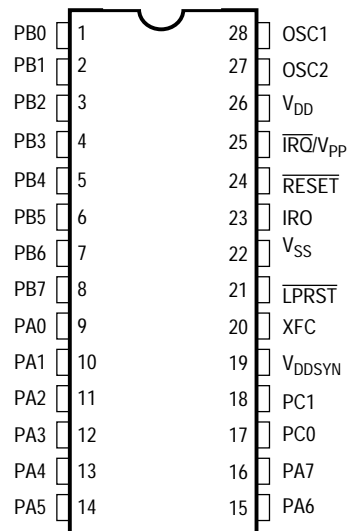 PB0 1 28 OSC1
PB1 2 27 OSC2
PB2 3 26 VDD
PB3 4 25 IRQ/VPP
PB4 5 24 RESET
PB5 6 23 IRO
PB6 7 22 VSS
PB7 8 21 LPRST
PA0 9 20 XFC
PA1 10 19 VDDSYN
PA2 11 18 PC1
PA3 12 17 PC0
PA4 13 16 PA7
PA5 14 15 PA6